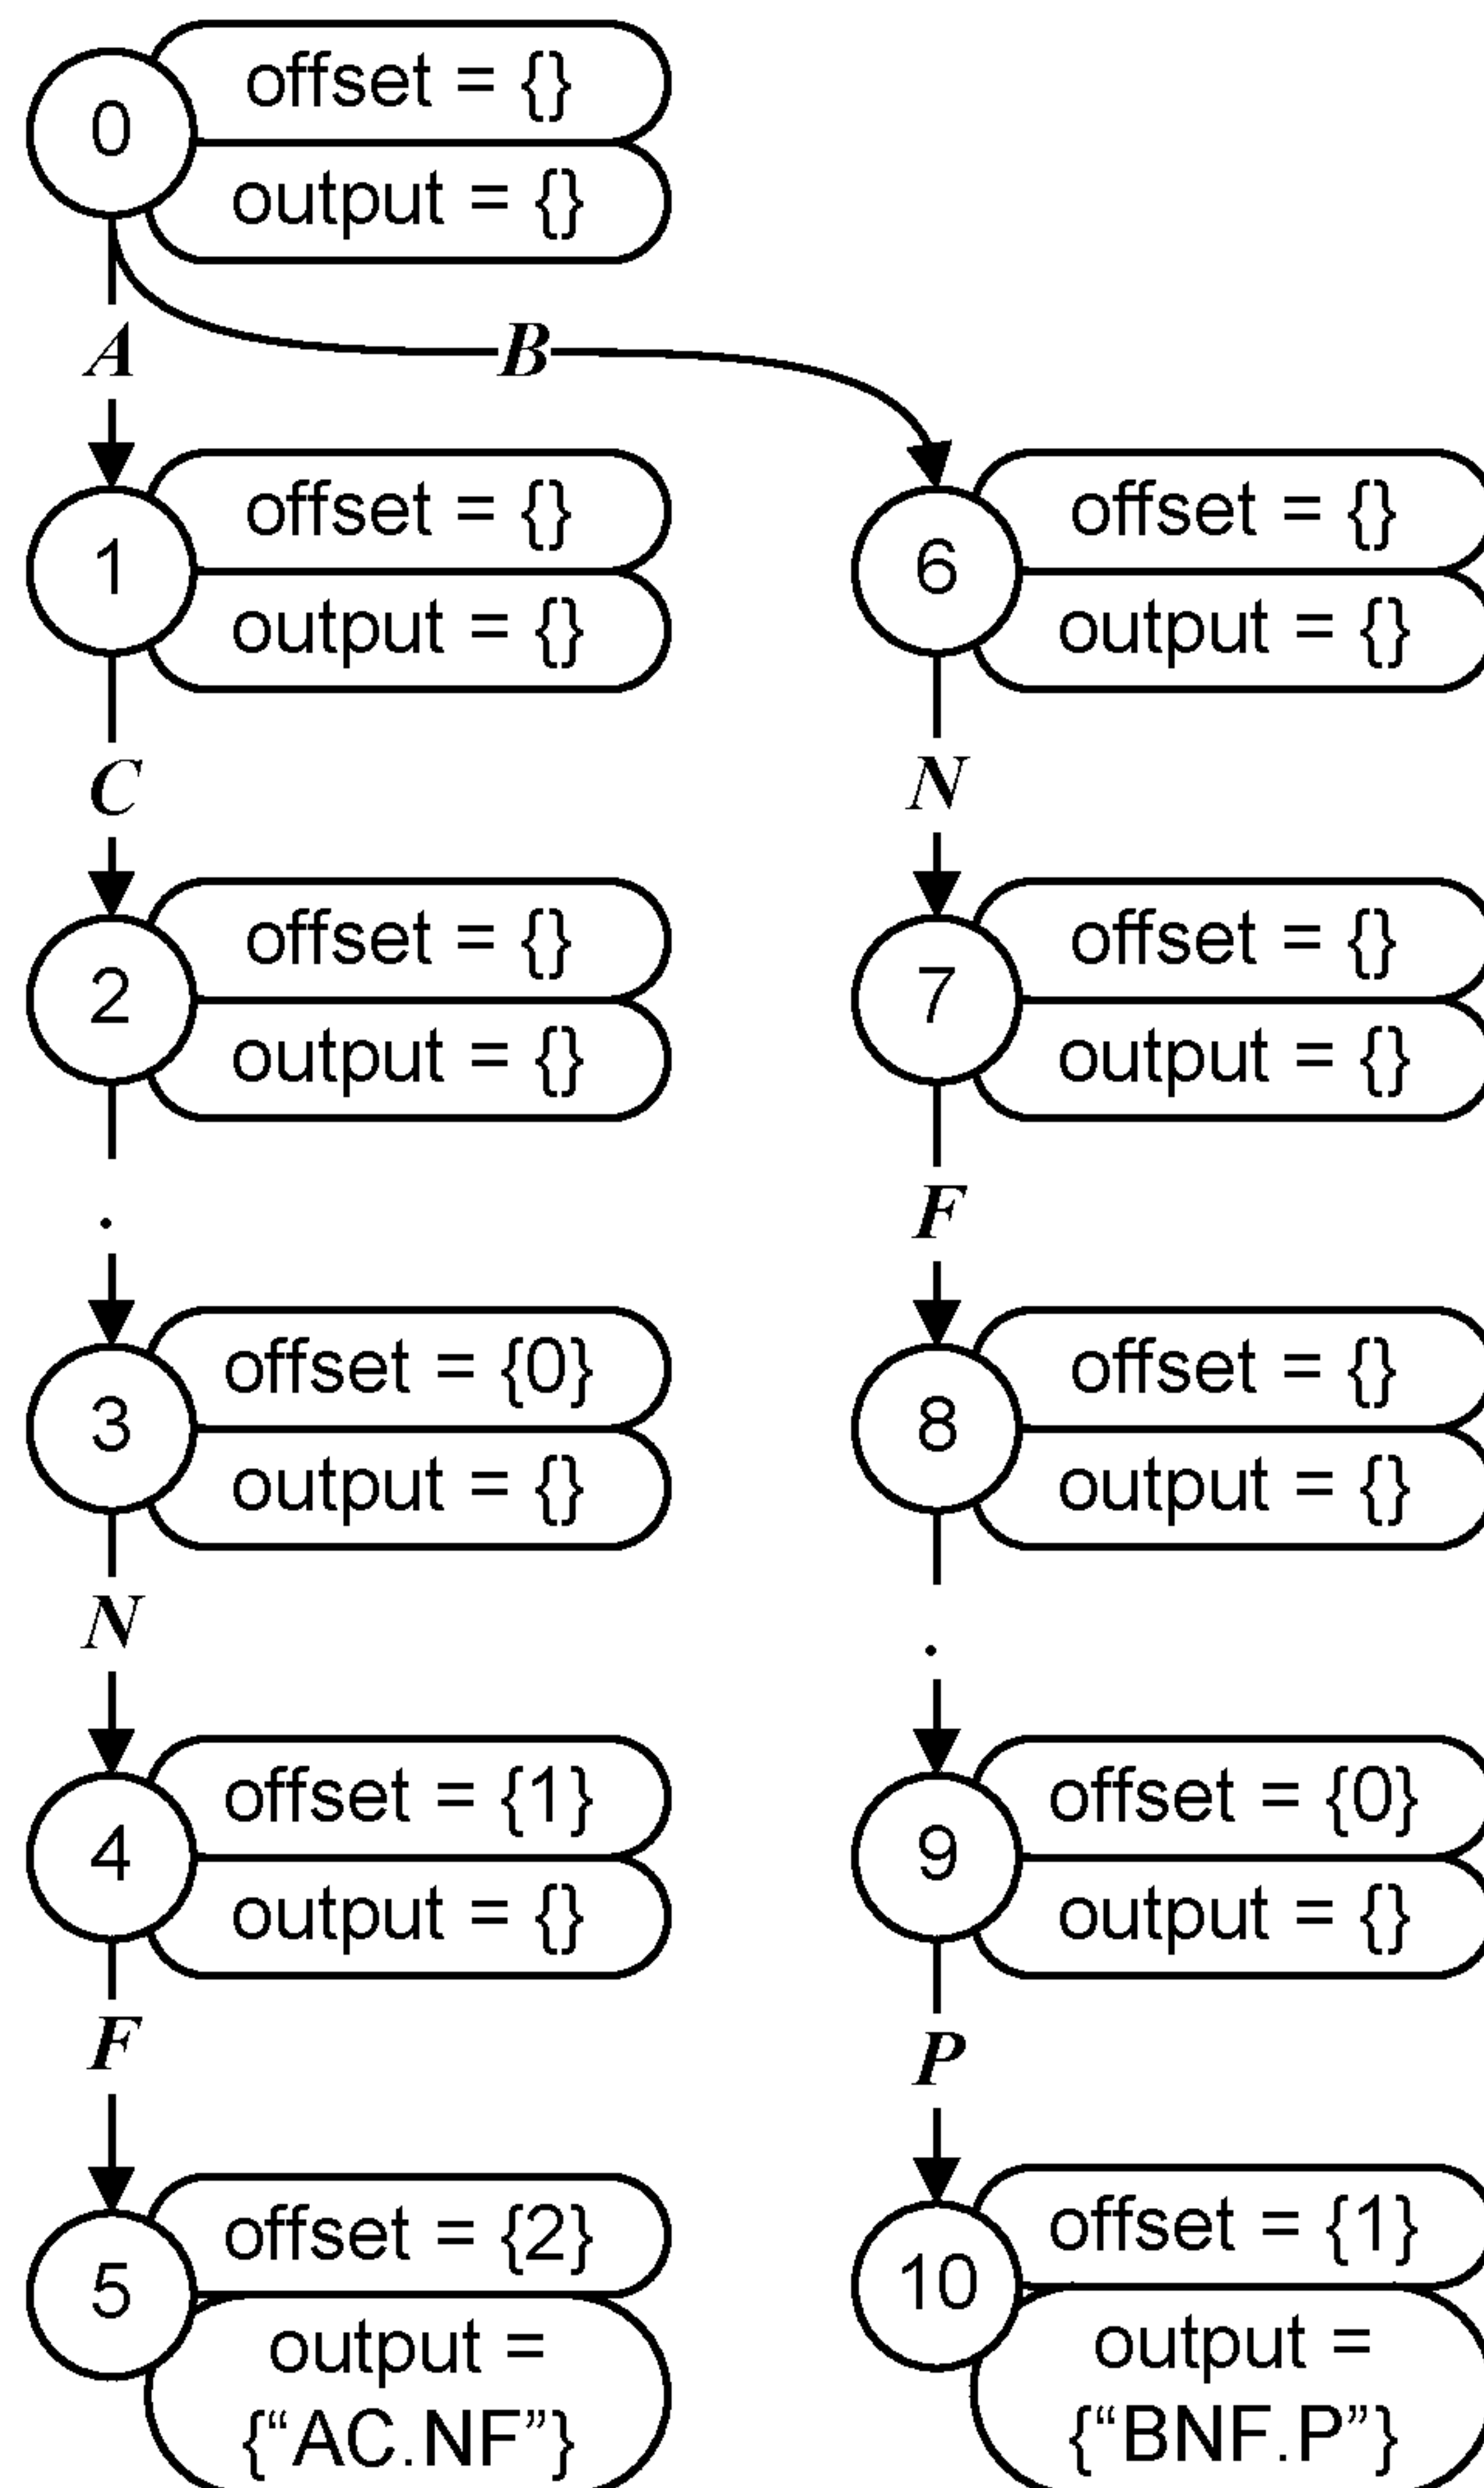 offset = {}
0
output = {}
A
B
offset = {}
1
output = {}
offset = {}
6
output = {}
C
N
offset = {}
2
output = {}
offset = {}
7
output = {}
.
F
offset = {0}
3
output = {}
offset = {}
8
output = {}
N
.
offset = {1}
4
output = {}
offset = {0}
9
output = {}
F
P
offset = {2}
5
output =
{“AC.NF”}
offset = {1}
10
output =
{“BNF.P”}